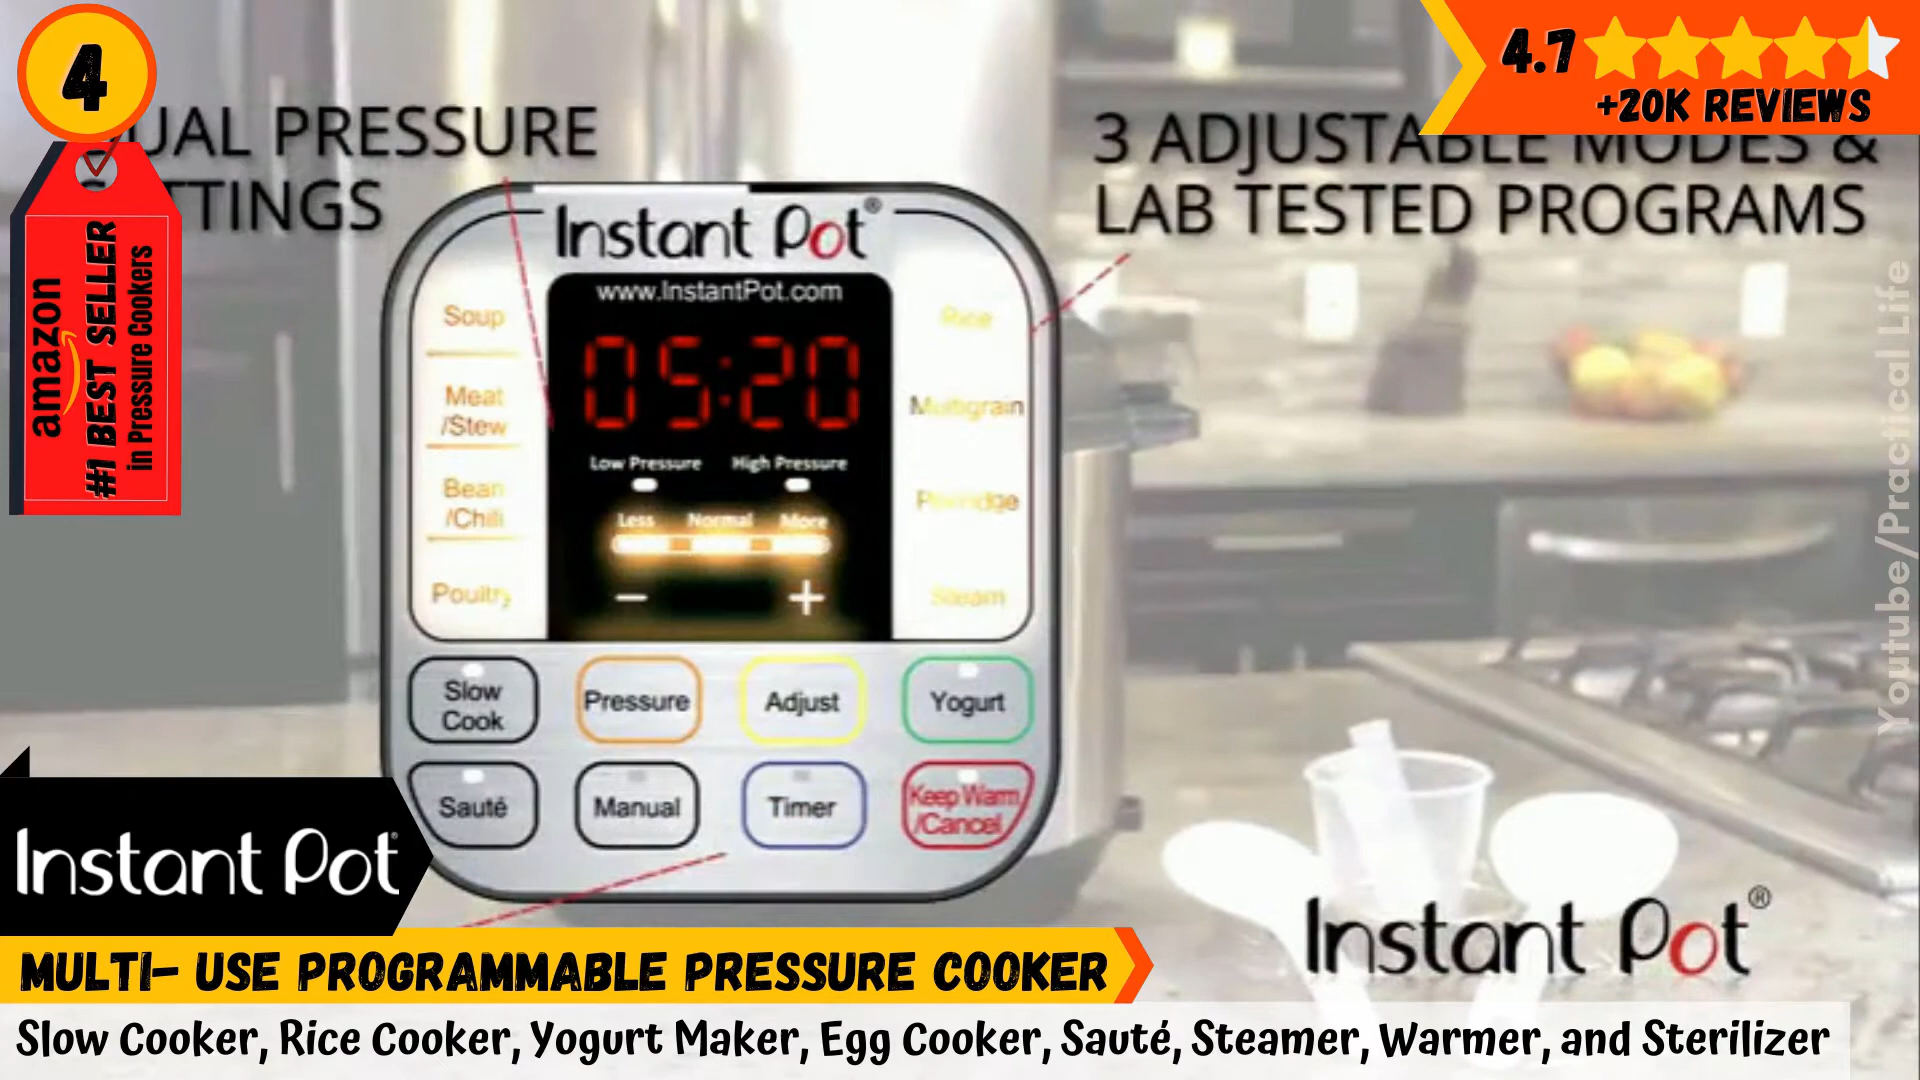 4
4.7
+20K REVIEWS
UAL PRESSURE
TTINGS
3 ADJUSTABLE MODES &
LAB TESTED PROGRAMS
amazon
#1 BEST SELLER
in Pressure Cookers
Instant Pot®
www.InstantPot.com
05:20
Low Pressure High Pressure
Less Normal More
− +
Soup
Meat
/Stew
Bean
/Chili
Poultry
Rice
Multigrain
Porridge
Steam
Slow
Cook
Pressure
Adjust
Yogurt
Sauté
Manual
Timer
Keep Warm
/Cancel
Youtube/Practical Life
Instant Pot
Instant Pot®
MULTI- USE PROGRAMMABLE PRESSURE COOKER
Slow Cooker, Rice Cooker, Yogurt Maker, Egg Cooker, Sauté, Steamer, Warmer, and Sterilizer